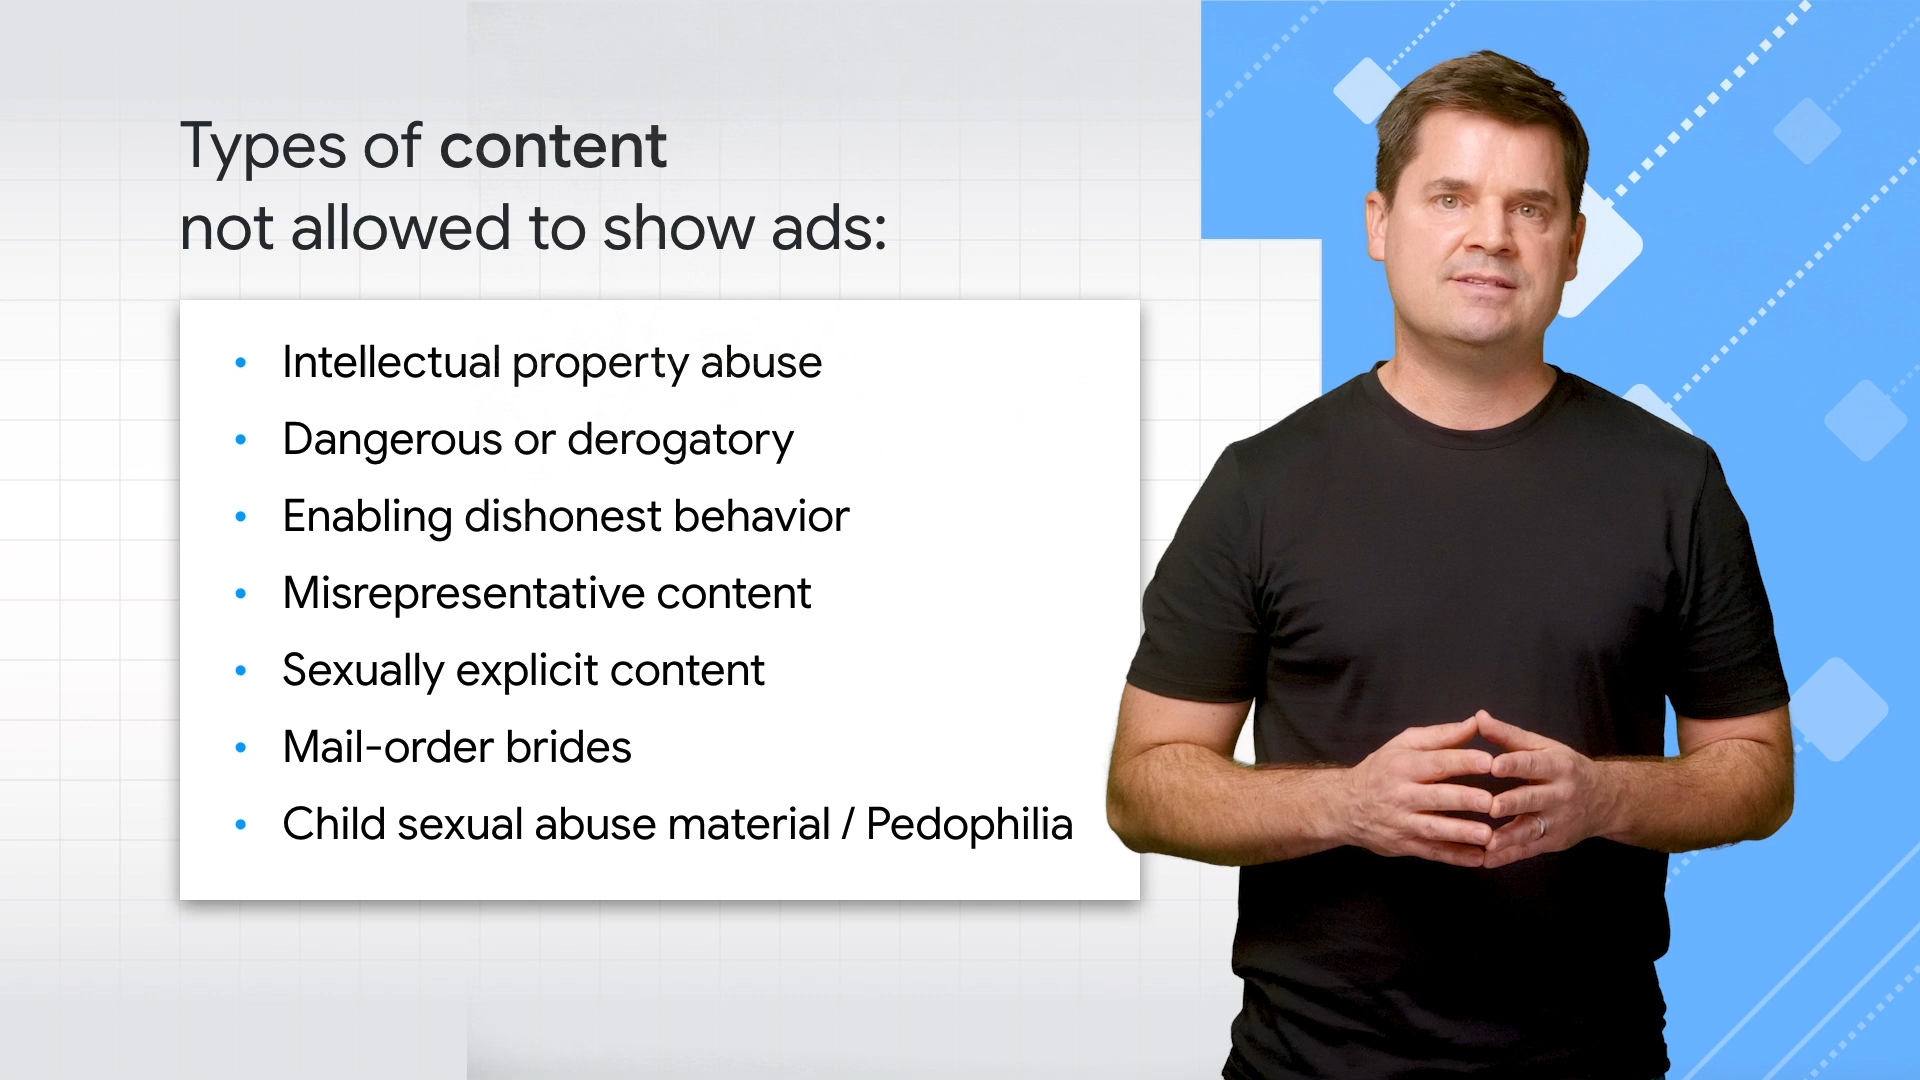 Types of content
not allowed to show ads:
• Intellectual property abuse
• Dangerous or derogatory
• Enabling dishonest behavior
• Misrepresentative content
• Sexually explicit content
• Mail-order brides
• Child sexual abuse material / Pedophilia